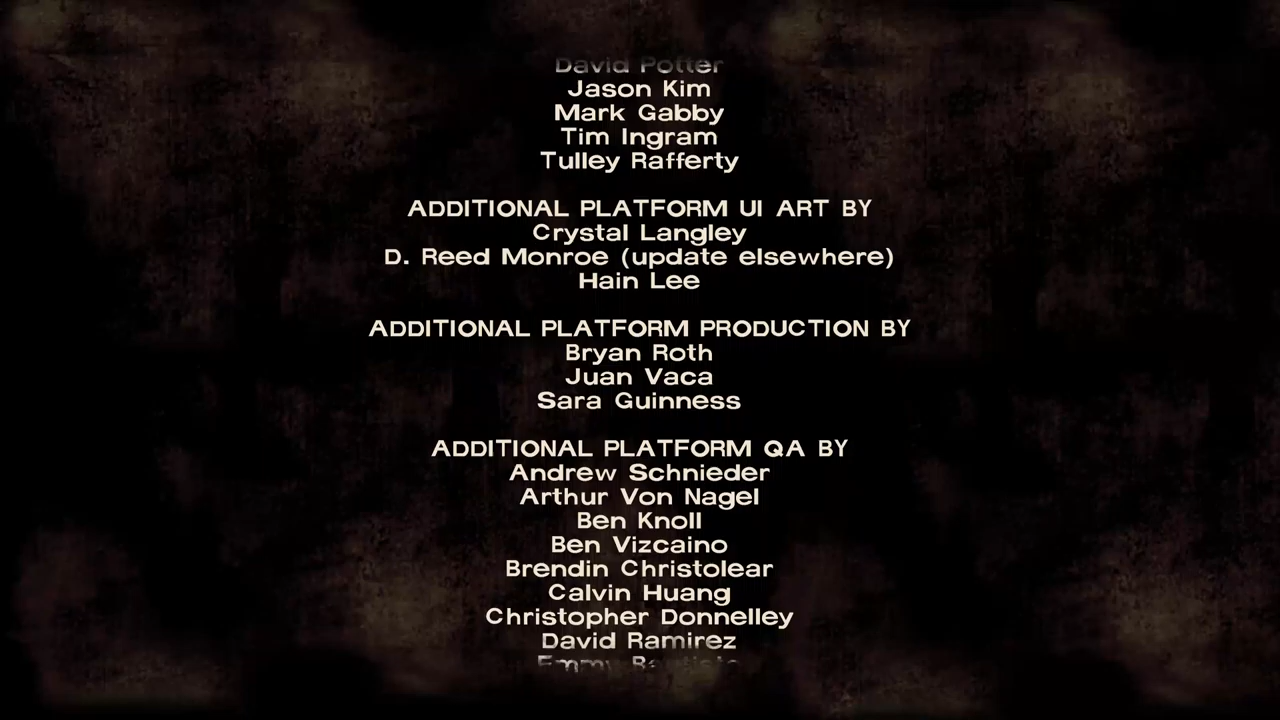 David Potter
Jason Kim
Mark Gabby
Tim Ingram
Tulley Rafferty
ADDITIONAL PLATFORM UI ART BY
Crystal Langley
D. Reed Monroe (update elsewhere)
Hain Lee
ADDITIONAL PLATFORM PRODUCTION BY
Bryan Roth
Juan Vaca
Sara Guinness
ADDITIONAL PLATFORM QA BY
Andrew Schnieder
Arthur Von Nagel
Ben Knoll
Ben Vizcaino
Brendin Christolear
Calvin Huang
Christopher Donnelley
David Ramirez
Emmy